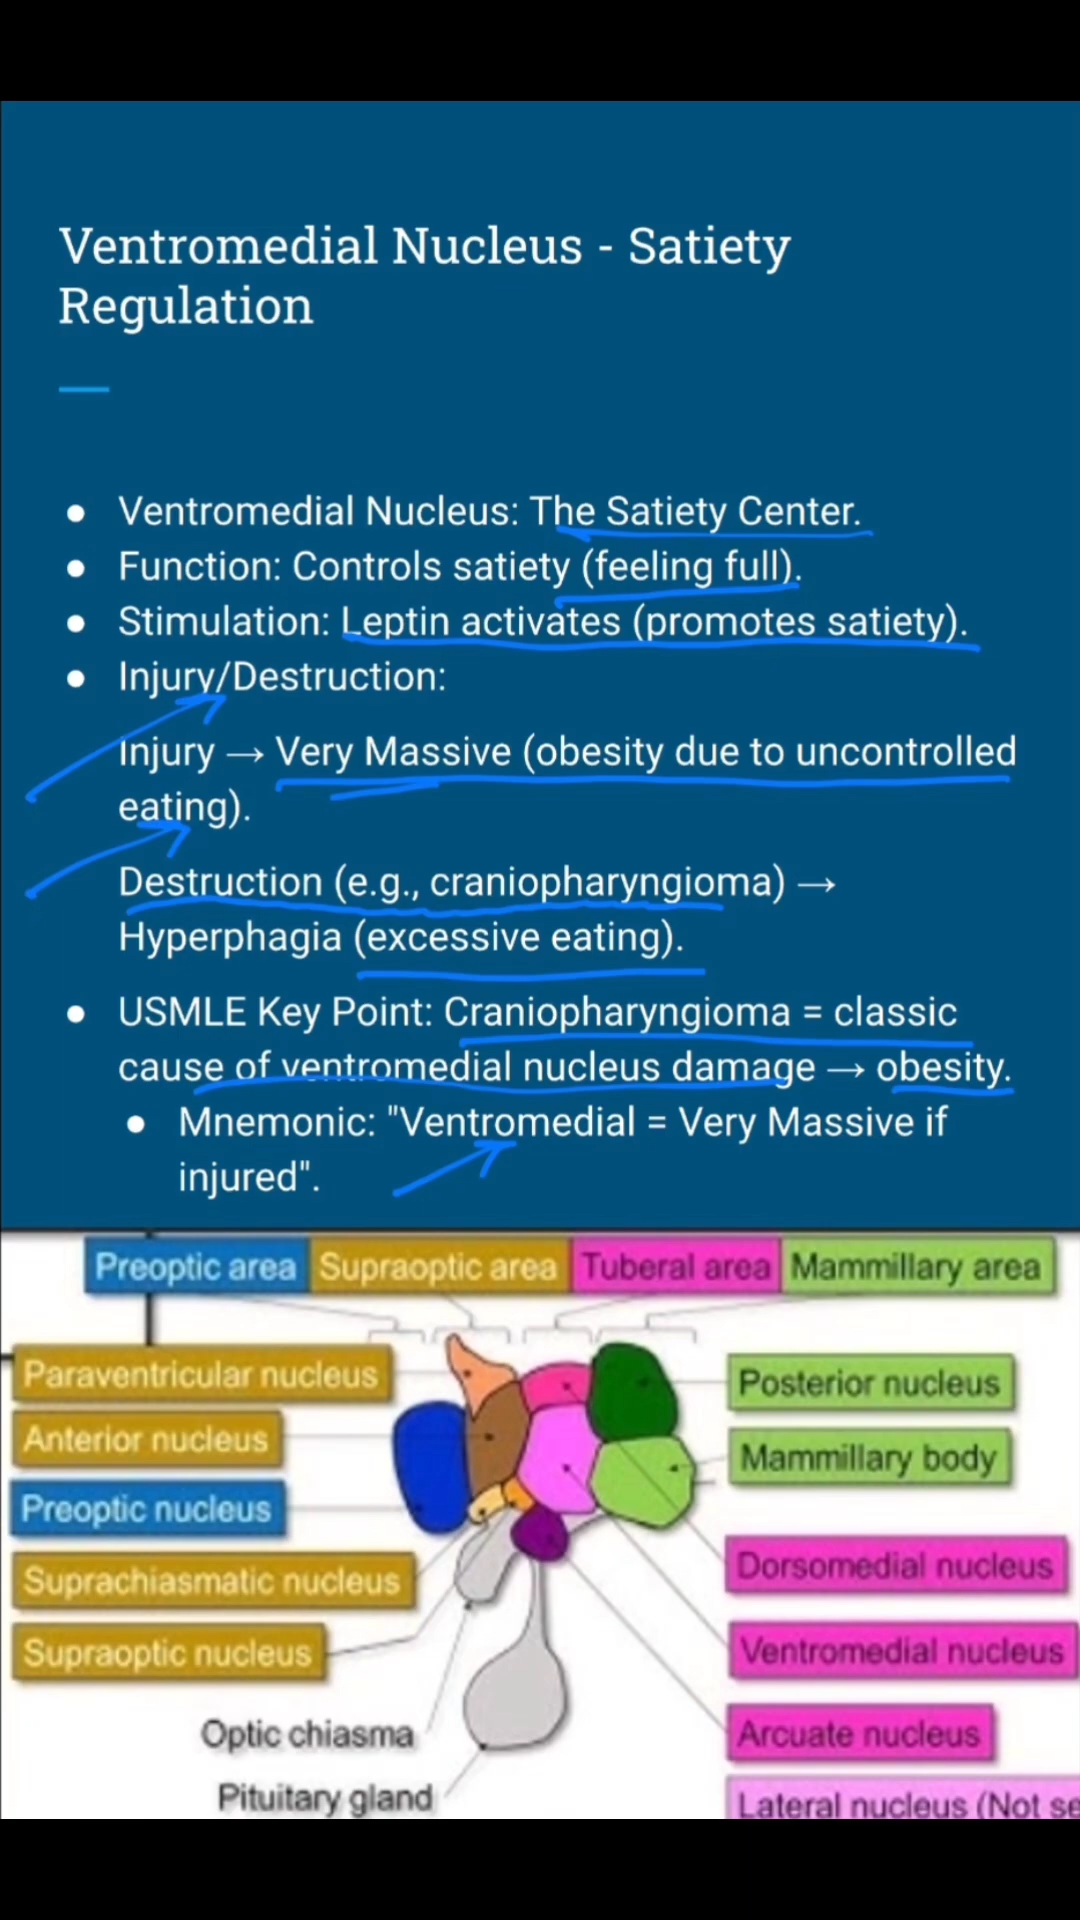 Ventromedial Nucleus - Satiety
Regulation
● Ventromedial Nucleus: The Satiety Center.
● Function: Controls satiety (feeling full).
● Stimulation: Leptin activates (promotes satiety).
● Injury/Destruction:
Injury → Very Massive (obesity due to uncontrolled
eating).
Destruction (e.g., craniopharyngioma) →
Hyperphagia (excessive eating).
● USMLE Key Point: Craniopharyngioma = classic
cause of ventromedial nucleus damage → obesity.
● Mnemonic: "Ventromedial = Very Massive if
injured".
Preoptic area Supraoptic area Tuberal area Mammillary area
Paraventricular nucleus
Anterior nucleus
Preoptic nucleus
Suprachiasmatic nucleus
Supraoptic nucleus
Optic chiasma
Pituitary gland
Posterior nucleus
Mammillary body
Dorsomedial nucleus
Ventromedial nucleus
Arcuate nucleus
Lateral nucleus (Not se